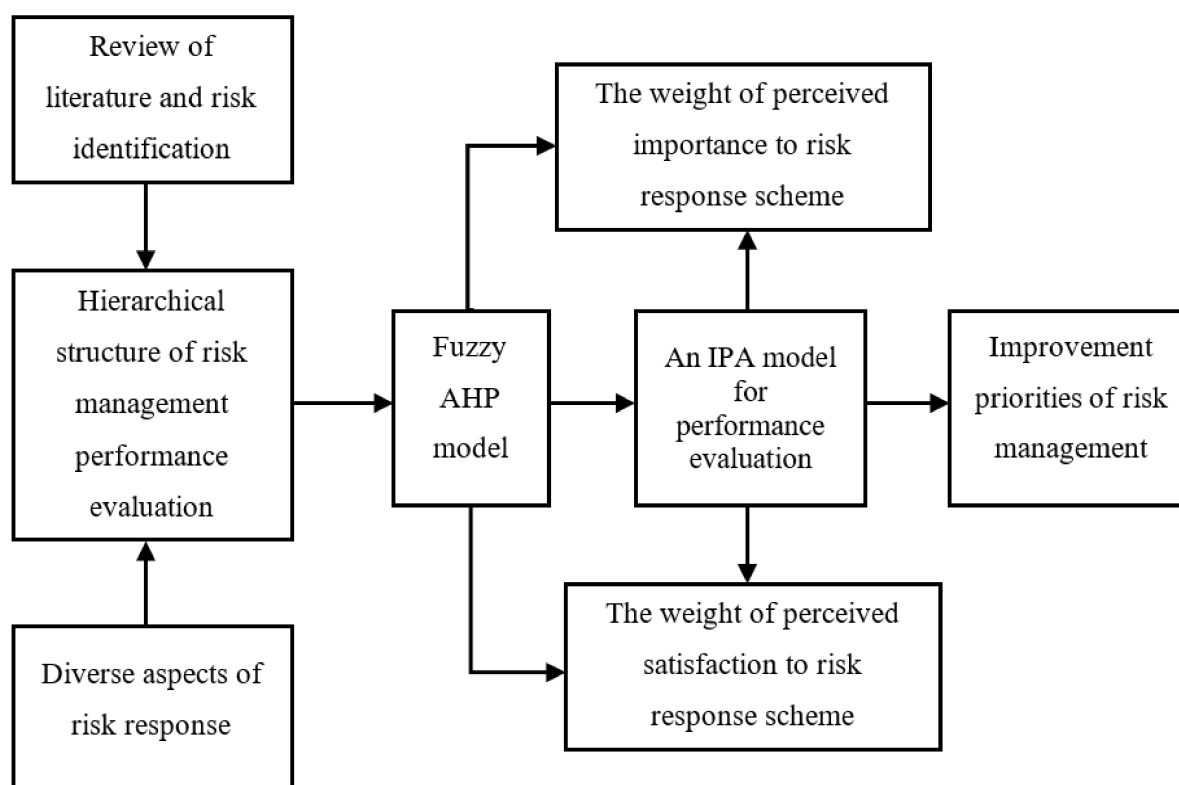 Review of
literature and risk
identification
The weight of perceived
importance to risk
response scheme
Hierarchical
structure of risk
management
performance
evaluation
Fuzzy
AHP
model
An IPA model
for
performance
evaluation
Improvement
priorities of risk
management
Diverse aspects of
risk response
The weight of perceived
satisfaction to risk
response scheme